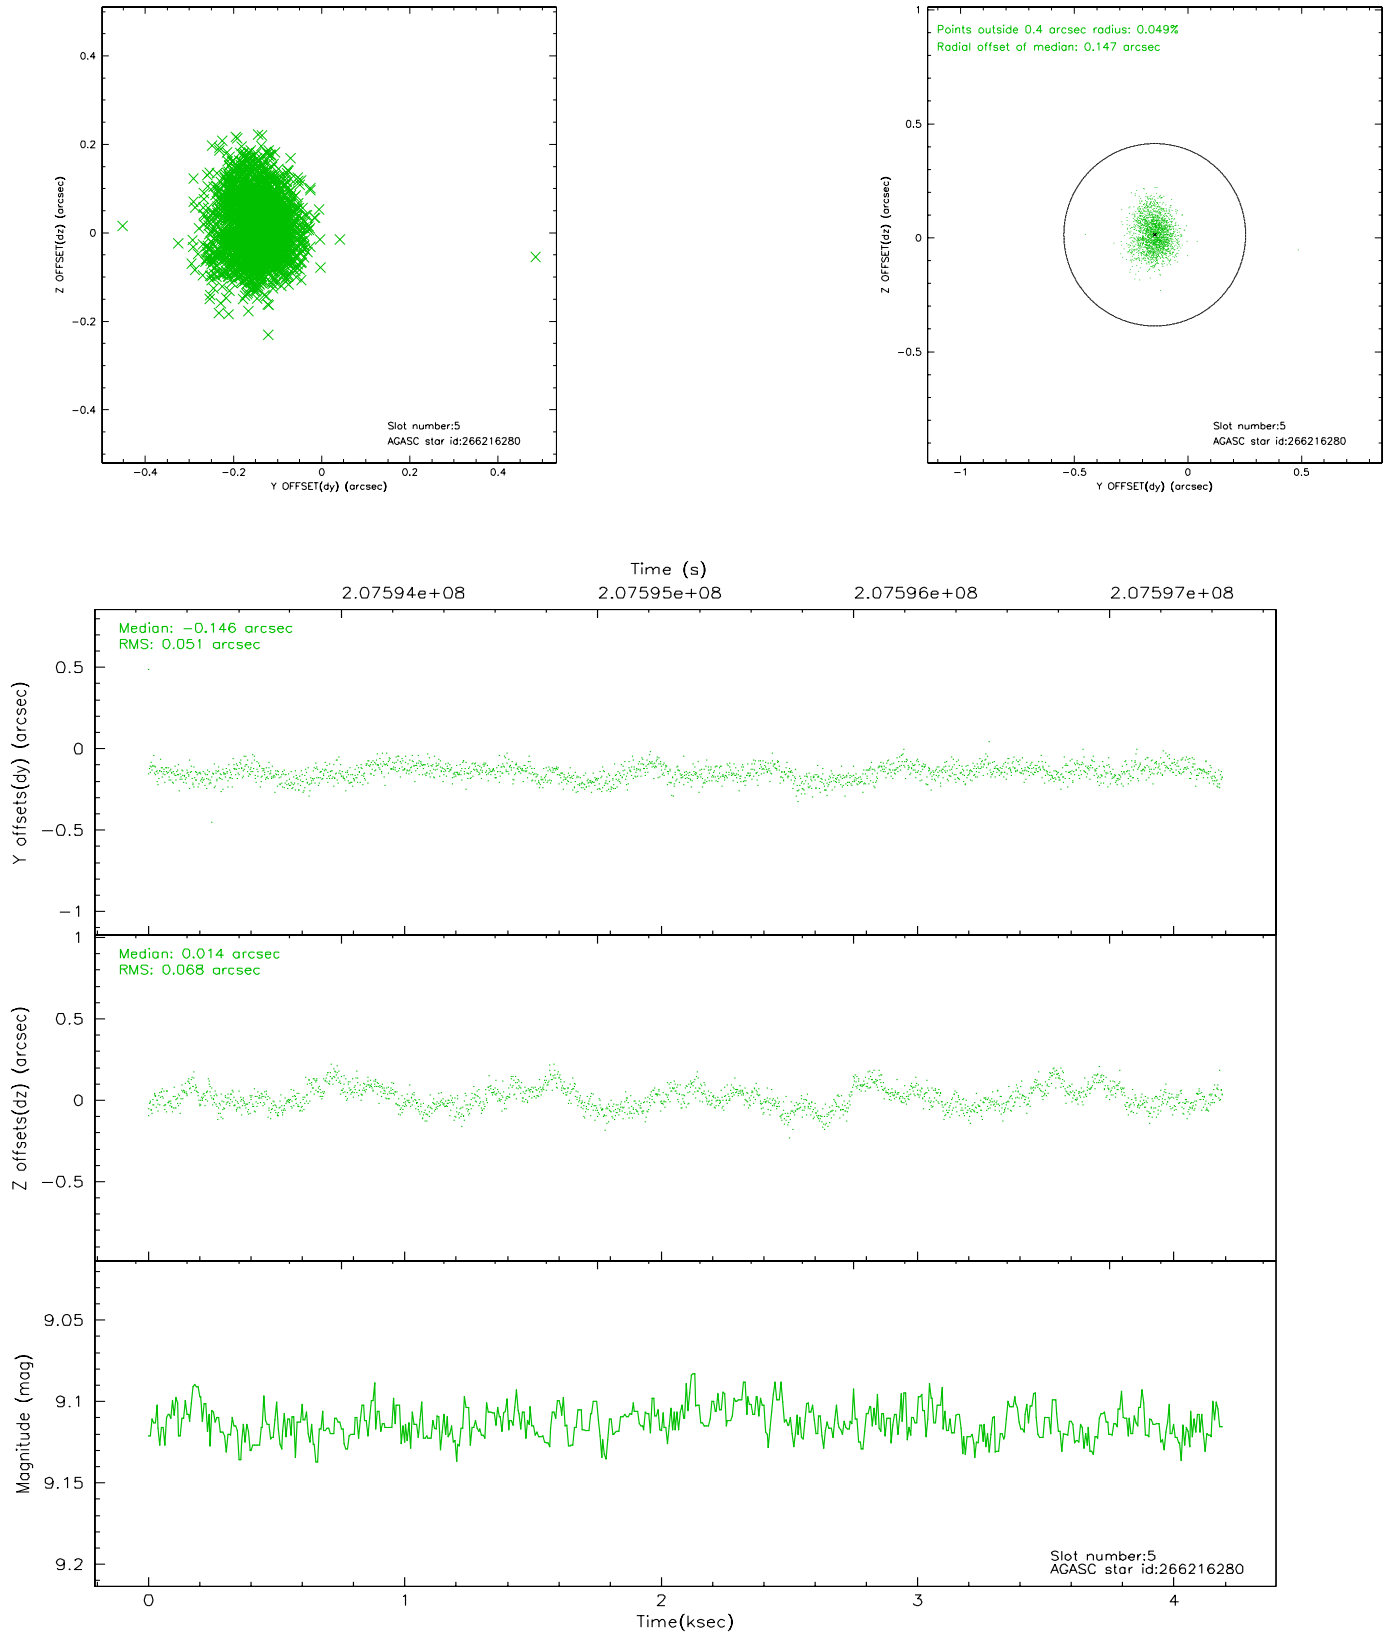 0.4
0.2
0
−0.2
−0.4
Z OFFSET(dz) (arcsec)
−0.4 −0.2 0 0.2 0.4
Y OFFSET(dy) (arcsec)
Slot number:5
AGASC star id:266216280
Points outside 0.4 arcsec radius: 0.049%
Radial offset of median: 0.147 arcsec
1
0.5
0
−0.5
Z OFFSET(dz) (arcsec)
−1 −0.5 0 0.5
Y OFFSET(dy) (arcsec)
Slot number:5
AGASC star id:266216280
Time (s)
2.07594e+08 2.07595e+08 2.07596e+08 2.07597e+08
Median: −0.146 arcsec
RMS: 0.051 arcsec
0.5
0
−0.5
−1
Y offsets(dy) (arcsec)
Median: 0.014 arcsec
RMS: 0.068 arcsec
1
0.5
0
−0.5
Z offsets(dz) (arcsec)
9.05
9.1
9.15
9.2
Magnitude (mag)
Slot number:5
AGASC star id:266216280
0 1 2 3 4
Time(ksec)